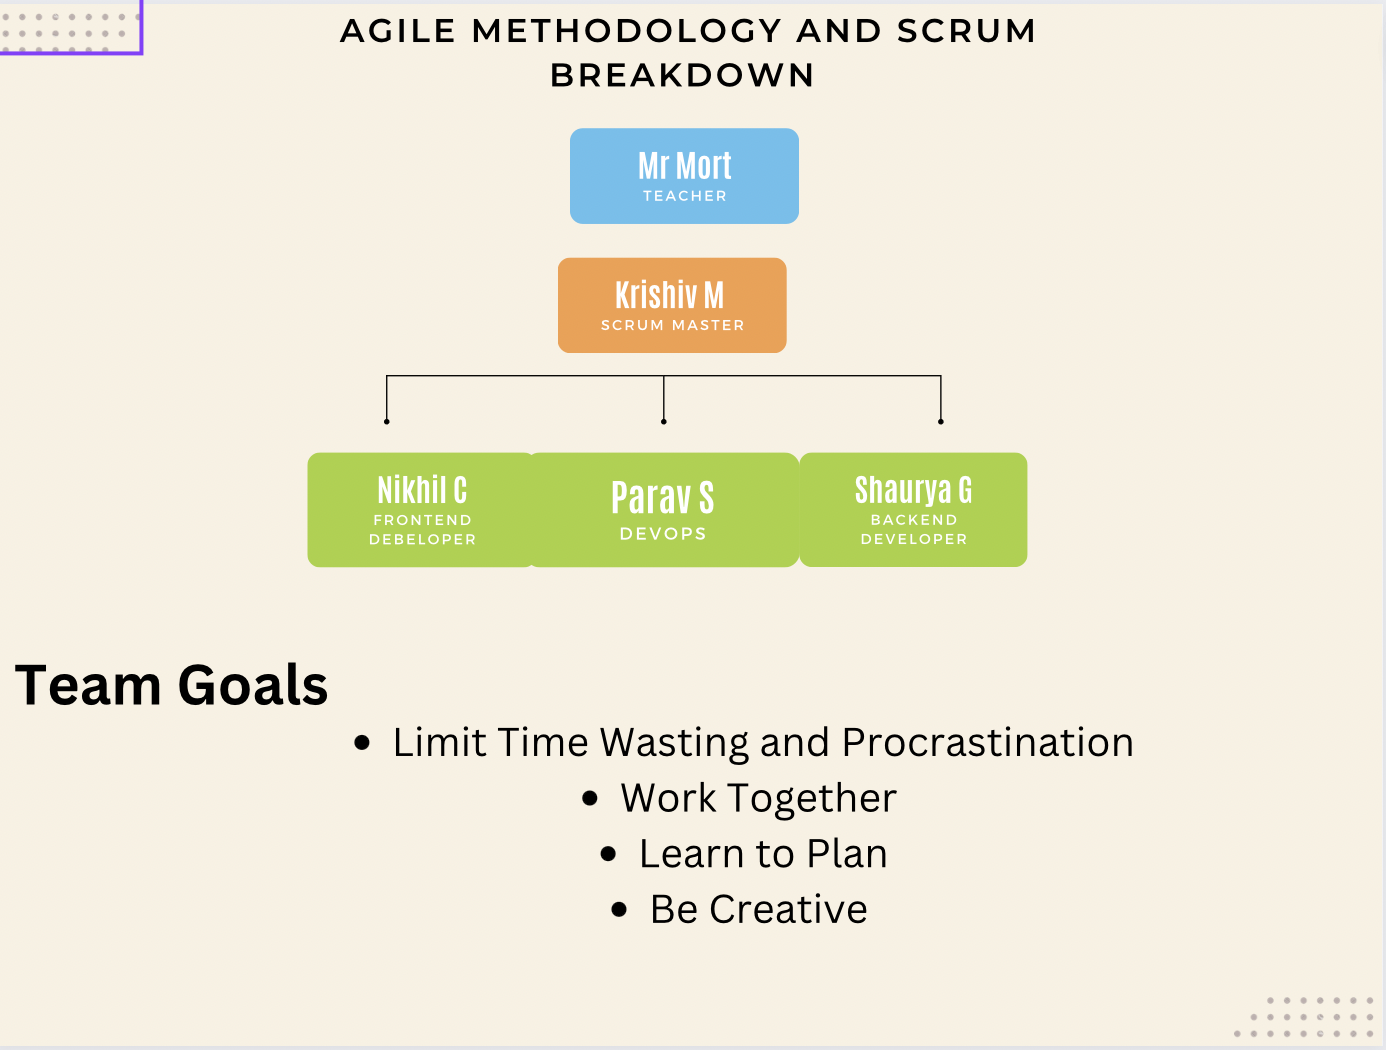 AGILE METHODOLOGY AND SCRUM
BREAKDOWN
Mr Mort
TEACHER
Krishiv M
SCRUM MASTER
Nikhil C
FRONTEND
DEBELOPER
Parav S
DEVOPS
Shaurya G
BACKEND
DEVELOPER
Team Goals
• Limit Time Wasting and Procrastination
• Work Together
• Learn to Plan
• Be Creative